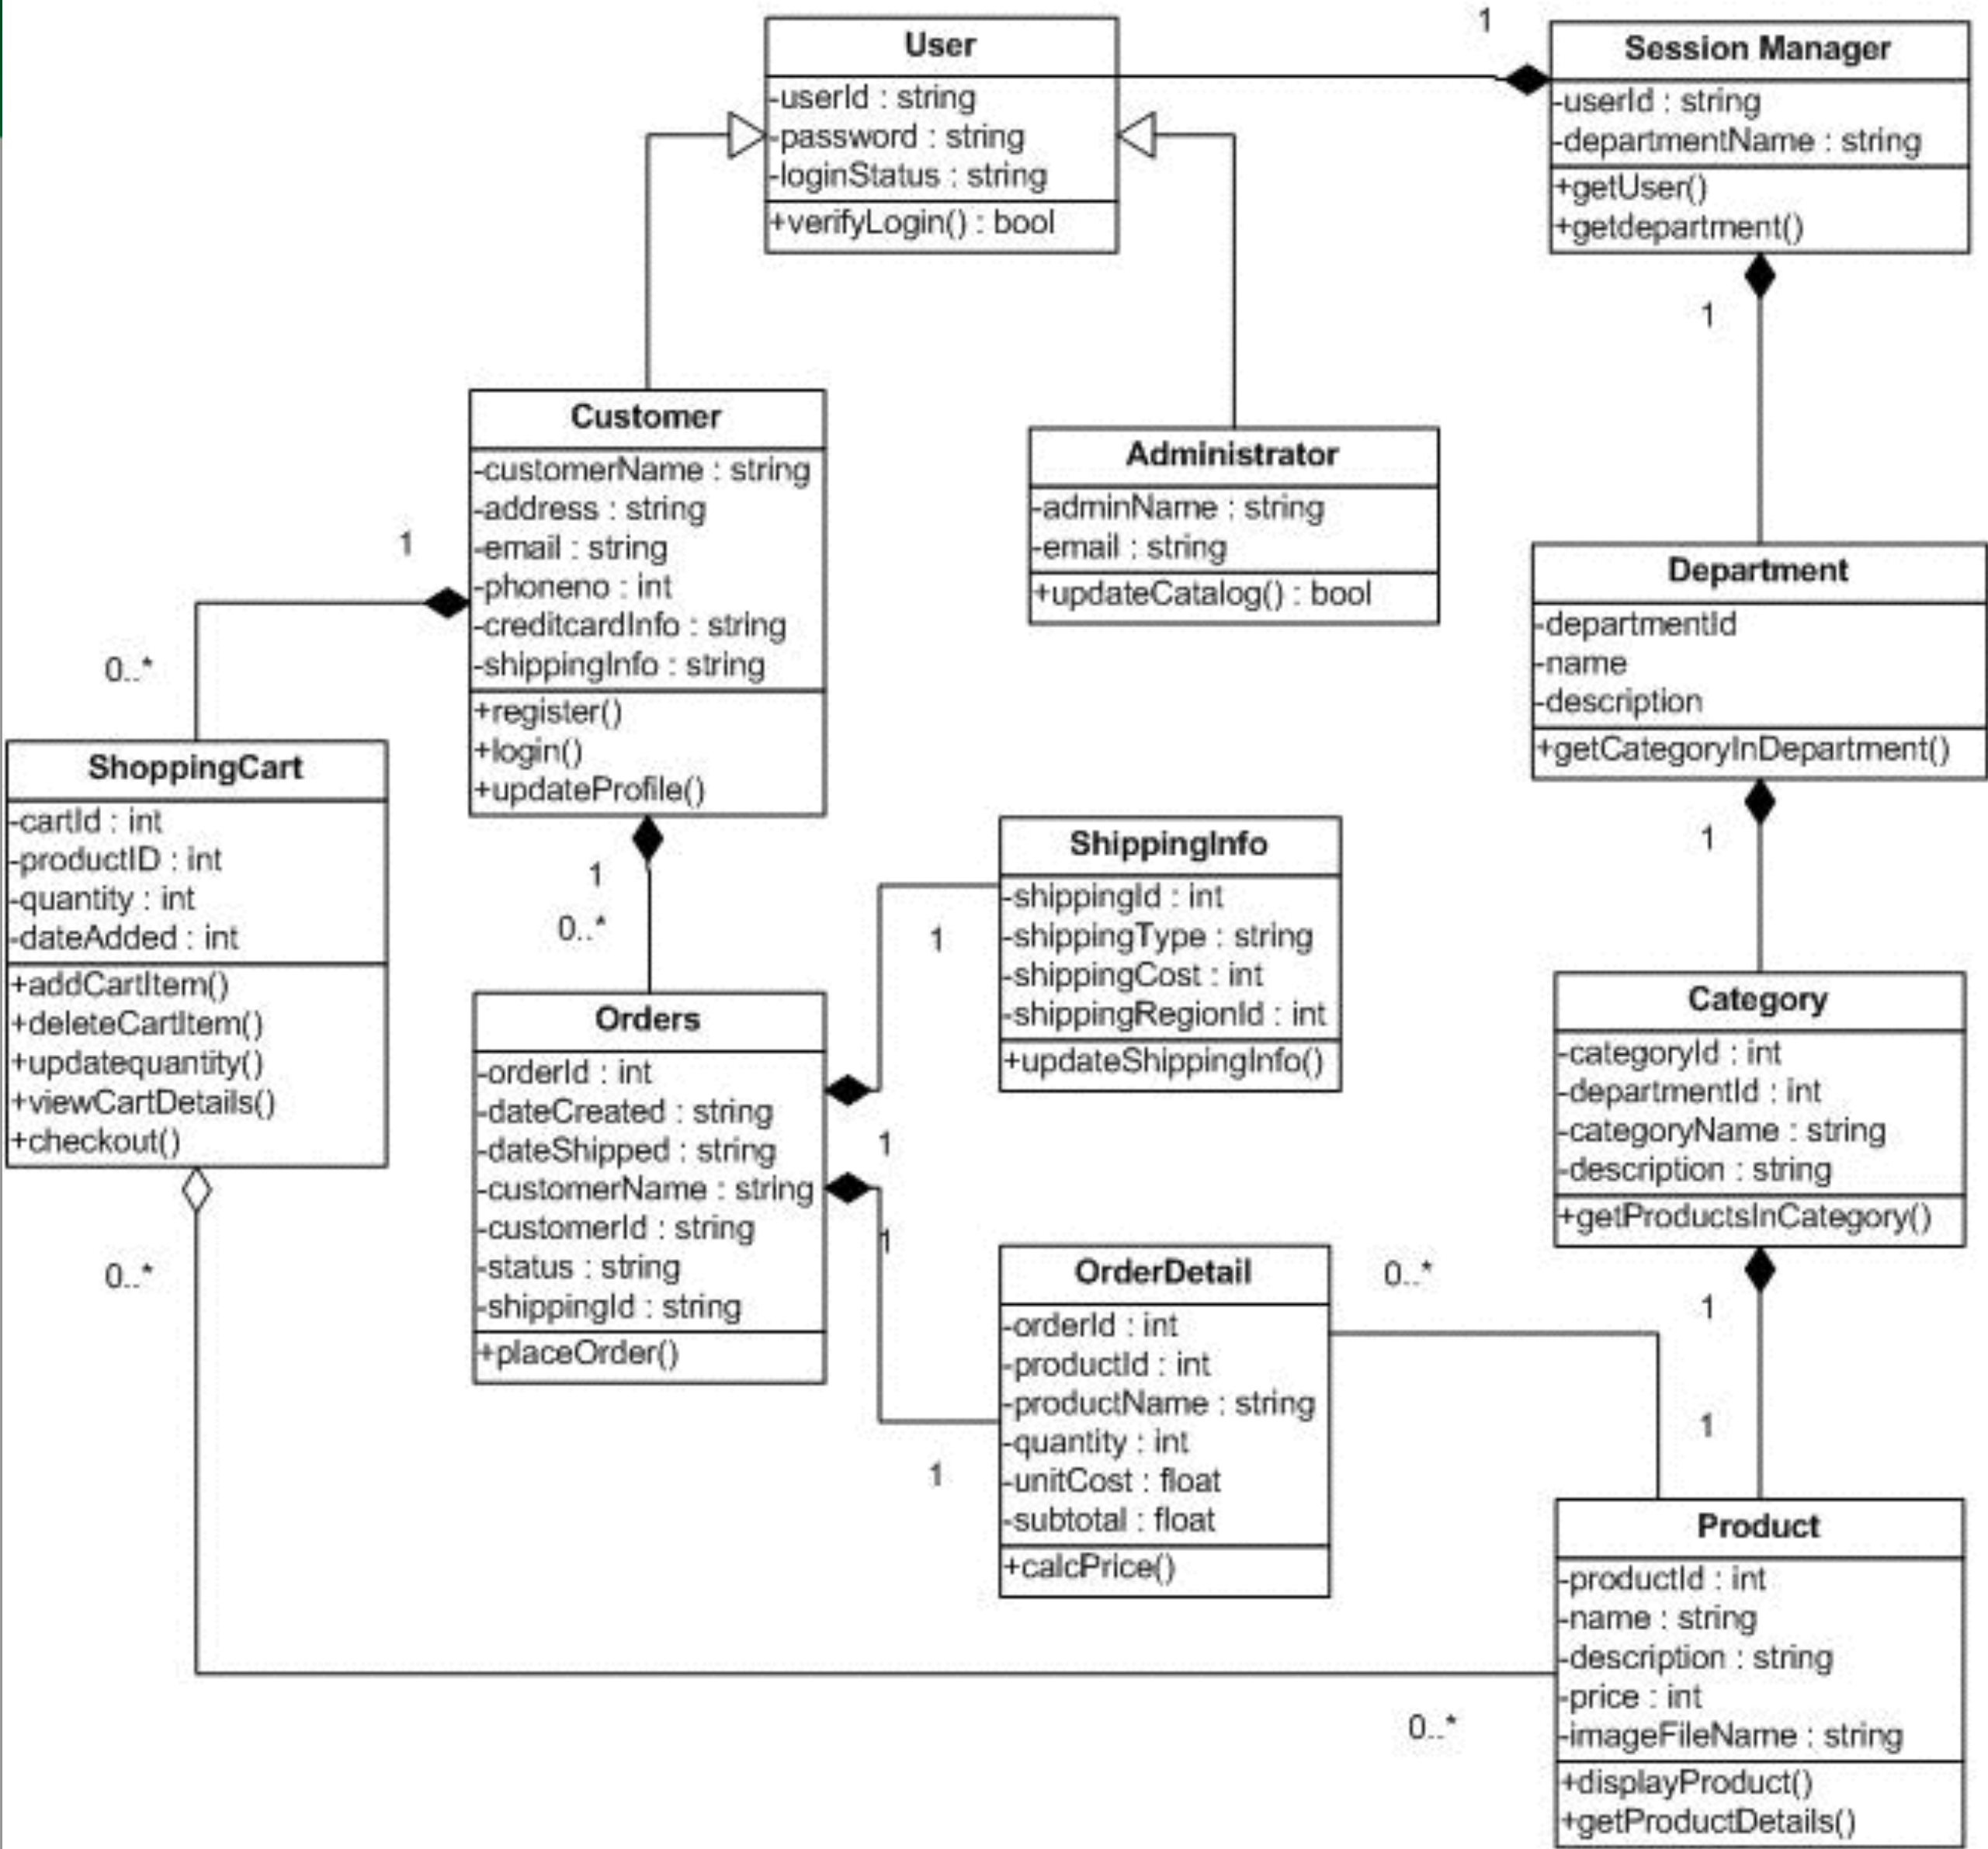 User
-userId : string
-password : string
-loginStatus : string
+verifyLogin() : bool
1
Session Manager
-userId : string
-departmentName : string
+getUser()
+getdepartment()
1
Customer
-customerName : string
-address : string
-email : string
-phoneno : int
-creditcardInfo : string
-shippingInfo : string
+register()
+login()
+updateProfile()
1
0..*
Administrator
-adminName : string
-email : string
+updateCatalog() : bool
Department
-departmentId
-name
-description
+getCategoryInDepartment()
1
ShoppingCart
-cartId : int
-productID : int
-quantity : int
-dateAdded : int
+addCartItem()
+deleteCartItem()
+updatequantity()
+viewCartDetails()
+checkout()
0..*
1
0..*
ShippingInfo
-shippingId : int
-shippingType : string
-shippingCost : int
-shippingRegionId : int
+updateShippingInfo()
1
Orders
-orderId : int
-dateCreated : string
-dateShipped : string
-customerName : string
-customerId : string
-status : string
-shippingId : string
+placeOrder()
1
1
1
Category
-categoryId : int
-departmentId : int
-categoryName : string
-description : string
+getProductsInCategory()
1
1
OrderDetail
-orderId : int
-productId : int
-productName : string
-quantity : int
-unitCost : float
-subtotal : float
+calcPrice()
0..*
Product
-productId : int
-name : string
-description : string
-price : int
-imageFileName : string
+displayProduct()
+getProductDetails()
0..*